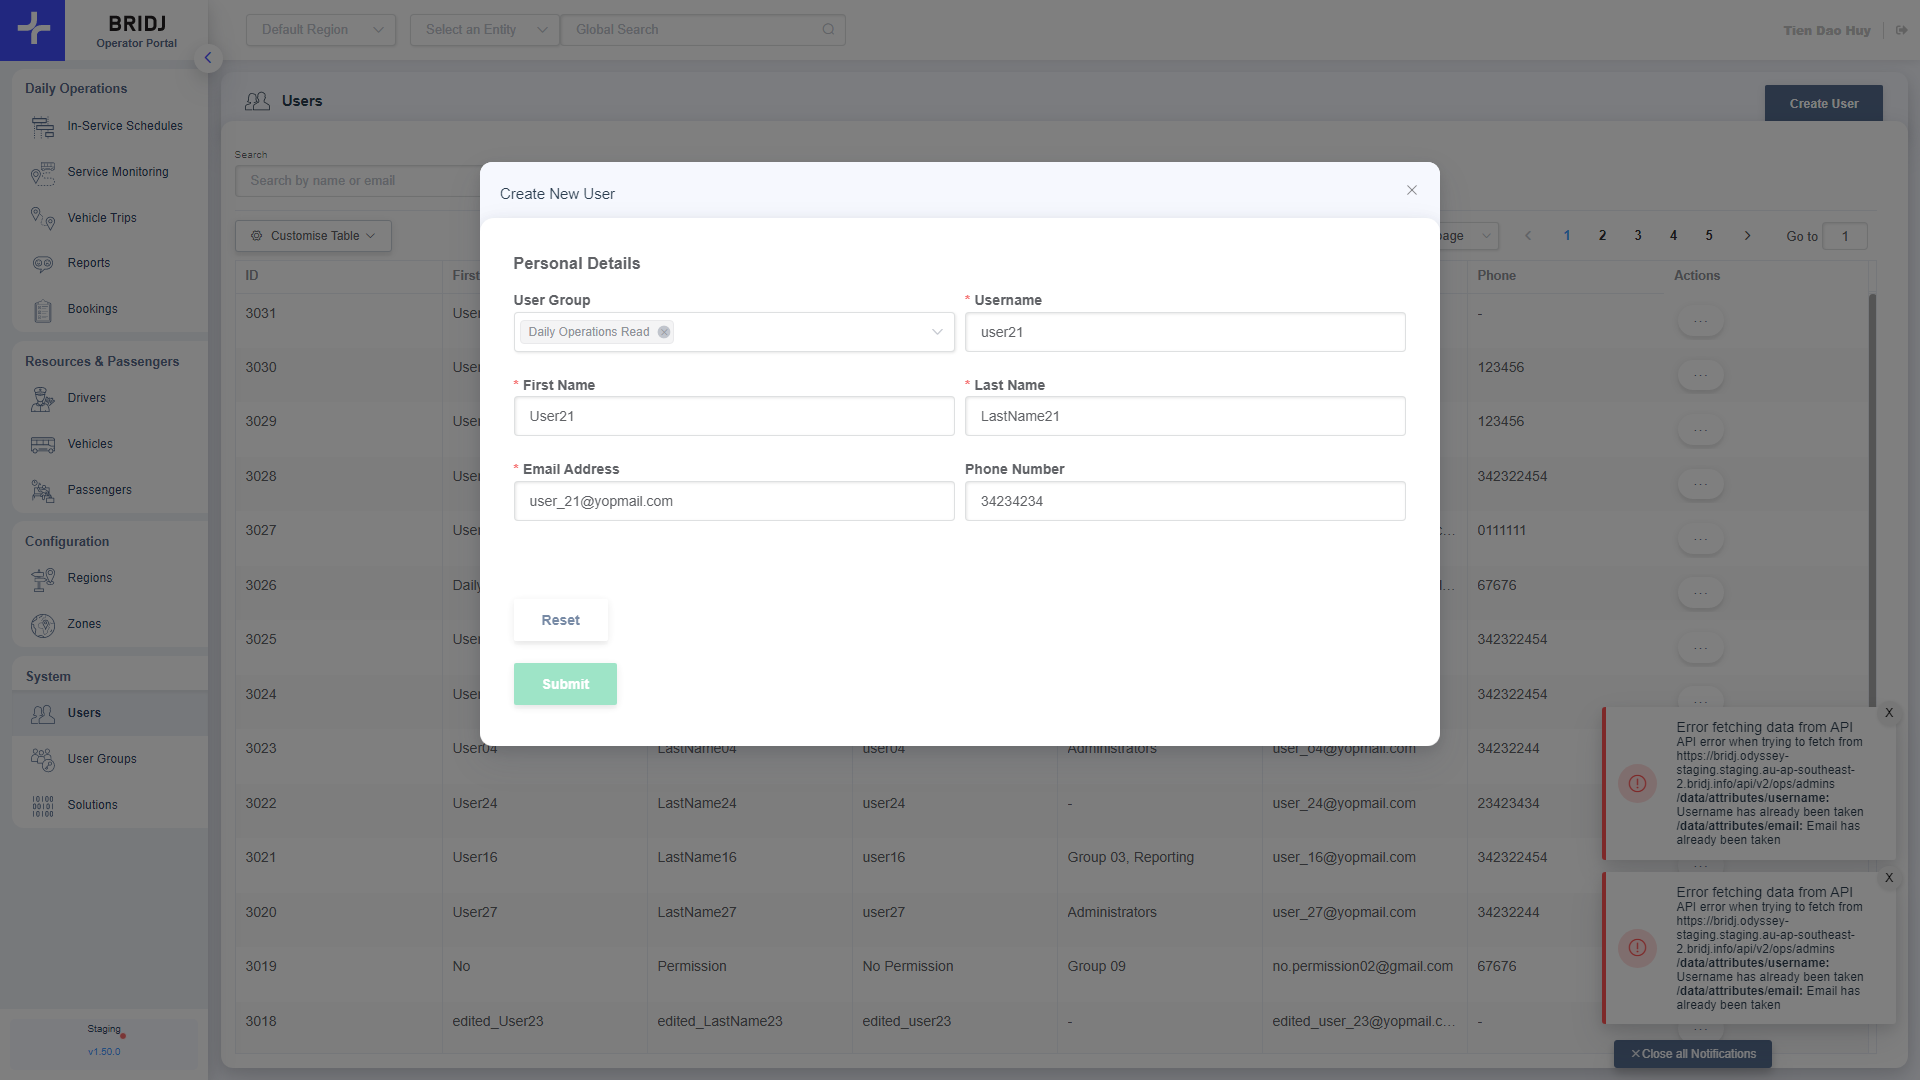 BRIDJ
Operator Portal
Default Region
Select an Entity
Global Search
Tien Dao Huy
Daily Operations
In-Service Schedules
Service Monitoring
Vehicle Trips
Reports
Bookings
Resources & Passengers
Drivers
Vehicles
Passengers
Configuration
Regions
Zones
System
Users
User Groups
Solutions
Staging
v1.50.0
Users
Create User
Search
Search by name or email
Customise Table
1 2 3 4 5
Go to 1
ID
Phone
Actions
3031 -
3030 123456
3029 123456
3028 342322454
3027 0111111
3026 67676
3025 342322454
3024 342322454
3023 User04 LastName04 user04 Administrators user_04@yopmail.com 34232244
3022 User24 LastName24 user24 - user_24@yopmail.com 23423434
3021 User16 LastName16 user16 Group 03, Reporting user_16@yopmail.com 342322454
3020 User27 LastName27 user27 Administrators user_27@yopmail.com 34232244
3019 No Permission No Permission Group 09 no.permission02@gmail.com 67676
3018 edited_User23 edited_LastName23 edited_user23 - edited_user_23@yopmail.c... -
Create New User
Personal Details
User Group
Daily Operations Read
* Username
user21
* First Name
User21
* Last Name
LastName21
* Email Address
user_21@yopmail.com
Phone Number
34234234
Reset
Submit
X
Error fetching data from API
API error when trying to fetch from
https://bridj.odyssey-
staging.staging.au-ap-southeast-
2.bridj.info/api/v2/ops/admins
/data/attributes/username:
Username has already been taken
/data/attributes/email: Email has
already been taken
X
Error fetching data from API
API error when trying to fetch from
https://bridj.odyssey-
staging.staging.au-ap-southeast-
2.bridj.info/api/v2/ops/admins
/data/attributes/username:
Username has already been taken
/data/attributes/email: Email has
already been taken
×Close all Notifications